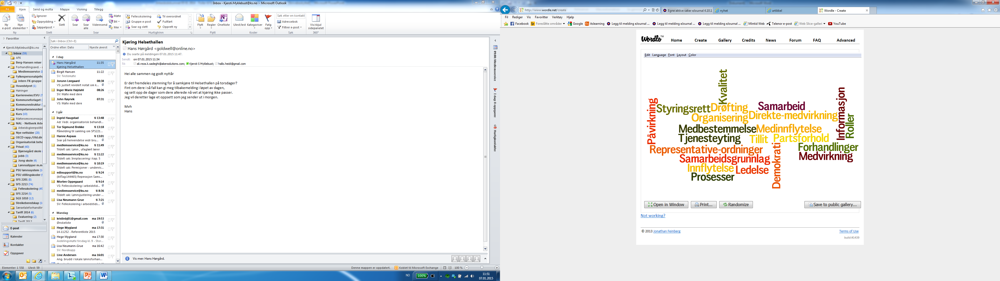 Inbox - Kjersti.Myklebust@ks.no - Microsoft Outlook
Fil Hjem Send og motta Mappe Visning Tillegg
Ny e-post
Nye elementer
Ignorer
Opprydding
Søppelpost
Slett
Svar
Svar alle
Videresend
Møte
IM
Mer
Fellesskolering
Gruppe-e-post
Svar og slett
Til overordnet
Fullført
Opprett ny
Flytt
Regler
OneNote
Ulest/lest
Kategoriser
Følg opp
Søk etter en kontakt
Adressebok
Filtrer e-post
Vis/skjul sidepanelet
Ny Slett Svar Hurtigtrinn Flytt Koder Søk 360°
Favoritter
Kjersti.Myklebust@ks.no
Inbox (59)
AFK
Berg-Hansen reiser
Forhandlingsavd. -
Medlemsservice
Fylkespersonalsjefn
intern FK-gruppe
Hovedstyret (1)
Høringer
Karriereveier/EVU
Kommuneforlaget
Kommunestruktur
Kompetansevurderi
Kurs (10)
Møteromsreservasjo
NAL - Nettverk Arbe
Arbeidsgiverpolitil
Nye nettsider (28)
OECD-rapp./Utd.dir.
Organisatorisk beha
Privat (40)
Bjørnegård skole
jobb (3)
Jong skole (4)
Lønnsslipper m.m
PSU lønnssystem
PSU stillingskoder
SFS 2201 (8)
SFS 2213 (74)
Fellesskolering (49
SFS 2214 (5)
SGS 1010 (12)
Streikeberedskap
Særavtaleforhandlin
Tariff 2014 (6)
Evaluering (2)
Tariff 2012
E-post
Kalender
Kontakter
Oppgaver
Søk i Inbox (Ctrl+E)
Ordne etter: Dato Nyeste øverst
I dag
Hans Hørgård 11:35
Kjøring Helsethallen
Birgit Hansen 11:22
SV: Tvistemøte
Jorunn Leegaard 08:38
VS: justert revidert notat om k...
Inger Marie Højdahl 08:26
SV: Møte med dere
John Røyrvik 07:31
VS: Møte med dere
I går
Ingrid Haugstad ti 13:48
Ad: Vedr. organisatorisk behandl...
Tor Sigmund Brekke ti 13:18
Påmelding til samling om SFS221...
Hanne Aspaas ti 13:01
Svar på henvendelse vedr bru...
medlemsservice@ks.no ti 11:49
Tildelt sak: Lønn , ufaglært lærer
medlemsservice@ks.no ti 11:22
Tildelt sak: Innplassering i kap. 5
medlemsservice@ks.no ti 10:19
Tildelt sak: Permisjoner - undervis...
edbsupport@ks.no ti 9:24
(iktTag:144465) Reperasjon Sams...
Morten Oppegaard ti 9:14
VS: Fellesskolering i arbeidstid...
medlemsservice@ks.no ti 8:36
Tildelt sak: Lønnsjustering under ...
Lisa Neumann-Grue ti 7:21
SV: Felleskolering i arbeidstids...
Mandag
kristinbj01@gmail.com ma 19:53
Ønskeliste
Hege Mygland ma 17:31
14-11252 - Referentliste 2015
Hege Mygland ma 17:30
Avdelingsmøte tirsdag kl. 9 - Stor...
Lisa Neumann-Grue ma 16:42
SV: Nordkapp
Line Andersen ma 16:01
Ang. brudd i lokale lønnsforhan...
Kjøring Helsethallen
Hans Hørgård <goldwell@online.no>
Du svarte på meldingen 07.01.2015 11:47.
Sendt: on 07.01.2015 11:34
Til: ali.reza.k.sadeghi@akersolutions.com; Kjersti S Myklebust; hallo.heidi@gmail.com
Hei alle sammen og godt nyttår
Er det fremdeles stemning for å samkjøre til Helsethallen på torsdager?
Fint om dere i så fall kan gi meg tilbakemelding i løpet av dagen,
og sett opp de dager som dere allerede nå vet at kjøring ikke passer.
Jeg vil deretter lage et oppsett som jeg sender ut i morgen.
Mvh
Hans
Vis mer: Hans Hørgård.
09:00: Medlemsservice
I dag: 8 oppgaver
Hurtigkontakter
Elementer: 1 558 Ulest: 59
Denne mappen er oppdatert. Koblet til Microsoft Exchange 100 %
NO 100% 11:51
07.01.2015
http://www.wordle.net/create
Egne aktive saker eJournal 4.10.1
nyhet
artikkel
Wordle - Create
Fil Rediger Vis Favoritter Verktøy Hjelp
Facebook Foreslåtte områder Google itslearning Legg til melding eJournal ... Legg til melding eJournal ... Legg til melding eJournal ... Mintid Web Telenor e-post Web Slice-galleri YouTube
Wordle™ Home Create Gallery Credits News Forum FAQ Advanced
Edit Language Font Layout Color
Kvalitet
Påvirkning
Styringsrett
Drøfting
Samarbeid
Informasjon
Organisering
Direkte-medvirkning
Roller
Medbestemmelse
Medinnflytelse
Tjenesteyting
Tillit
Partsforhold
Representative-ordninger
Demokrati
Forhandlinger
Samarbeidsgrunnlag
Medvirkning
Innflytelse
Ledelse
Prosesser
Open in Window Print... Randomize Save to public gallery...
Not working?
© 2013 Jonathan Feinberg Terms of Use
build #1439